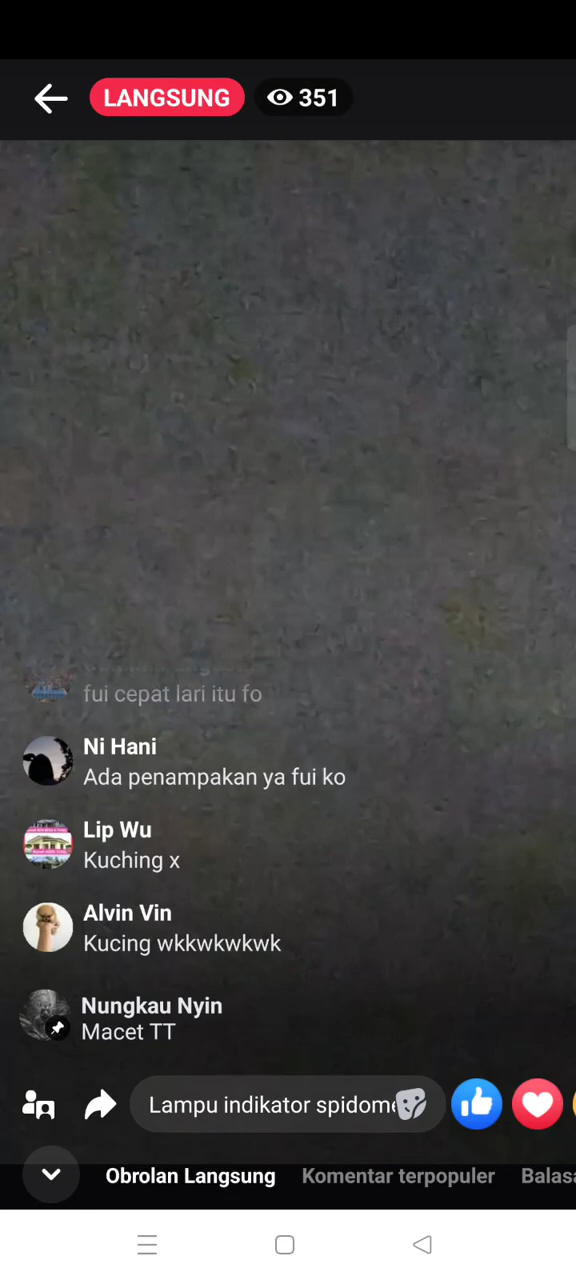 LANGSUNG
351
fui cepat lari itu fo
Ni Hani
Ada penampakan ya fui ko
Lip Wu
Kuching x
Alvin Vin
Kucing wkkwkwkwk
Nungkau Nyin
Macet TT
Lampu indikator spidom
Obrolan Langsung Komentar terpopuler Balasa